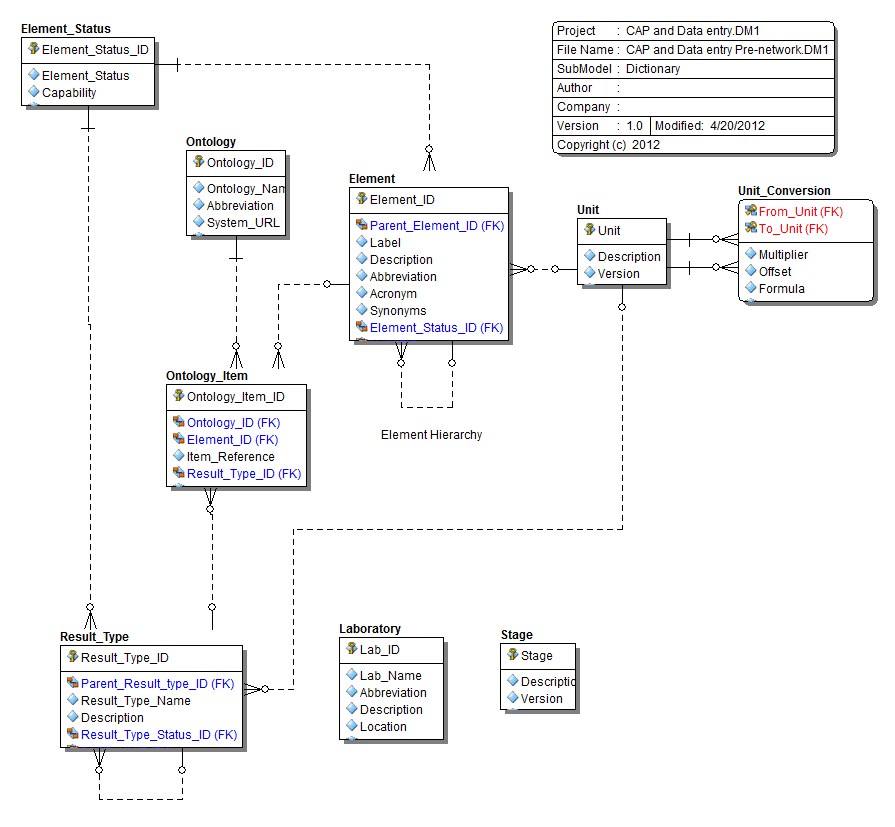 Element_Status
Element_Status_ID
Element_Status
Capability
Project : CAP and Data entry.DM1
File Name : CAP and Data entry Pre-network.DM1
SubModel : Dictionary
Author :
Company :
Version : 1.0 Modified: 4/20/2012
Copyright (c) 2012
Ontology
Ontology_ID
Ontology_Nam
Abbreviation
System_URL
Element
Element_ID
Parent_Element_ID (FK)
Label
Description
Abbreviation
Acronym
Synonyms
Element_Status_ID (FK)
Unit
Unit
Description
Version
Unit_Conversion
From_Unit (FK)
To_Unit (FK)
Multiplier
Offset
Formula
Ontology_Item
Ontology_Item_ID
Ontology_ID (FK)
Element_ID (FK)
Item_Reference
Result_Type_ID (FK)
Element Hierarchy
Result_Type
Result_Type_ID
Parent_Result_type_ID (FK)
Result_Type_Name
Description
Result_Type_Status_ID (FK)
Laboratory
Lab_ID
Lab_Name
Abbreviation
Description
Location
Stage
Stage
Descriptio
Version